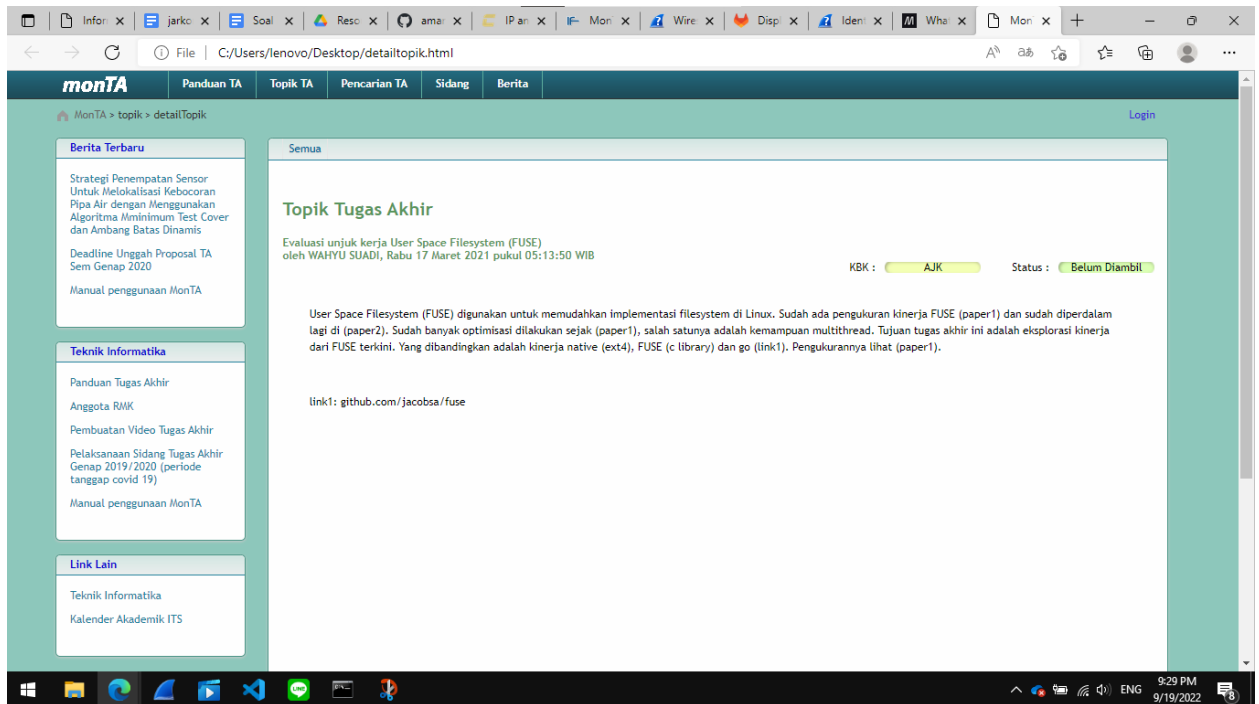 Infor
jarko
Soal
Reso
amar
IP an
Mon
Wire
Disp
Iden
Wha
Mon
File
C:/Users/lenovo/Desktop/detailtopik.html
monTA
Panduan TA
Topik TA
Pencarian TA
Sidang
Berita
MonTA > topik > detailTopik
Login
Berita Terbaru
Strategi Penempatan Sensor
Untuk Melokalisasi Kebocoran
Pipa Air dengan Menggunakan
Algoritma Mminimum Test Cover
dan Ambang Batas Dinamis
Deadline Unggah Proposal TA
Sem Genap 2020
Manual penggunaan MonTA
Teknik Informatika
Panduan Tugas Akhir
Anggota RMK
Pembuatan Video Tugas Akhir
Pelaksanaan Sidang Tugas Akhir
Genap 2019/2020 (periode
tanggap covid 19)
Manual penggunaan MonTA
Link Lain
Teknik Informatika
Kalender Akademik ITS
Semua
Topik Tugas Akhir
Evaluasi unjuk kerja User Space Filesystem (FUSE)
oleh WAHYU SUADI, Rabu 17 Maret 2021 pukul 05:13:50 WIB
KBK : AJK Status : Belum Diambil
User Space Filesystem (FUSE) digunakan untuk memudahkan implementasi filesystem di Linux. Sudah ada pengukuran kinerja FUSE (paper1) dan sudah diperdalam
lagi di (paper2). Sudah banyak optimisasi dilakukan sejak (paper1), salah satunya adalah kemampuan multithread. Tujuan tugas akhir ini adalah eksplorasi kinerja
dari FUSE terkini. Yang dibandingkan adalah kinerja native (ext4), FUSE (c library) dan go (link1). Pengukurannya lihat (paper1).
link1: github.com/jacobsa/fuse
ENG
9:29 PM
9/19/2022
8